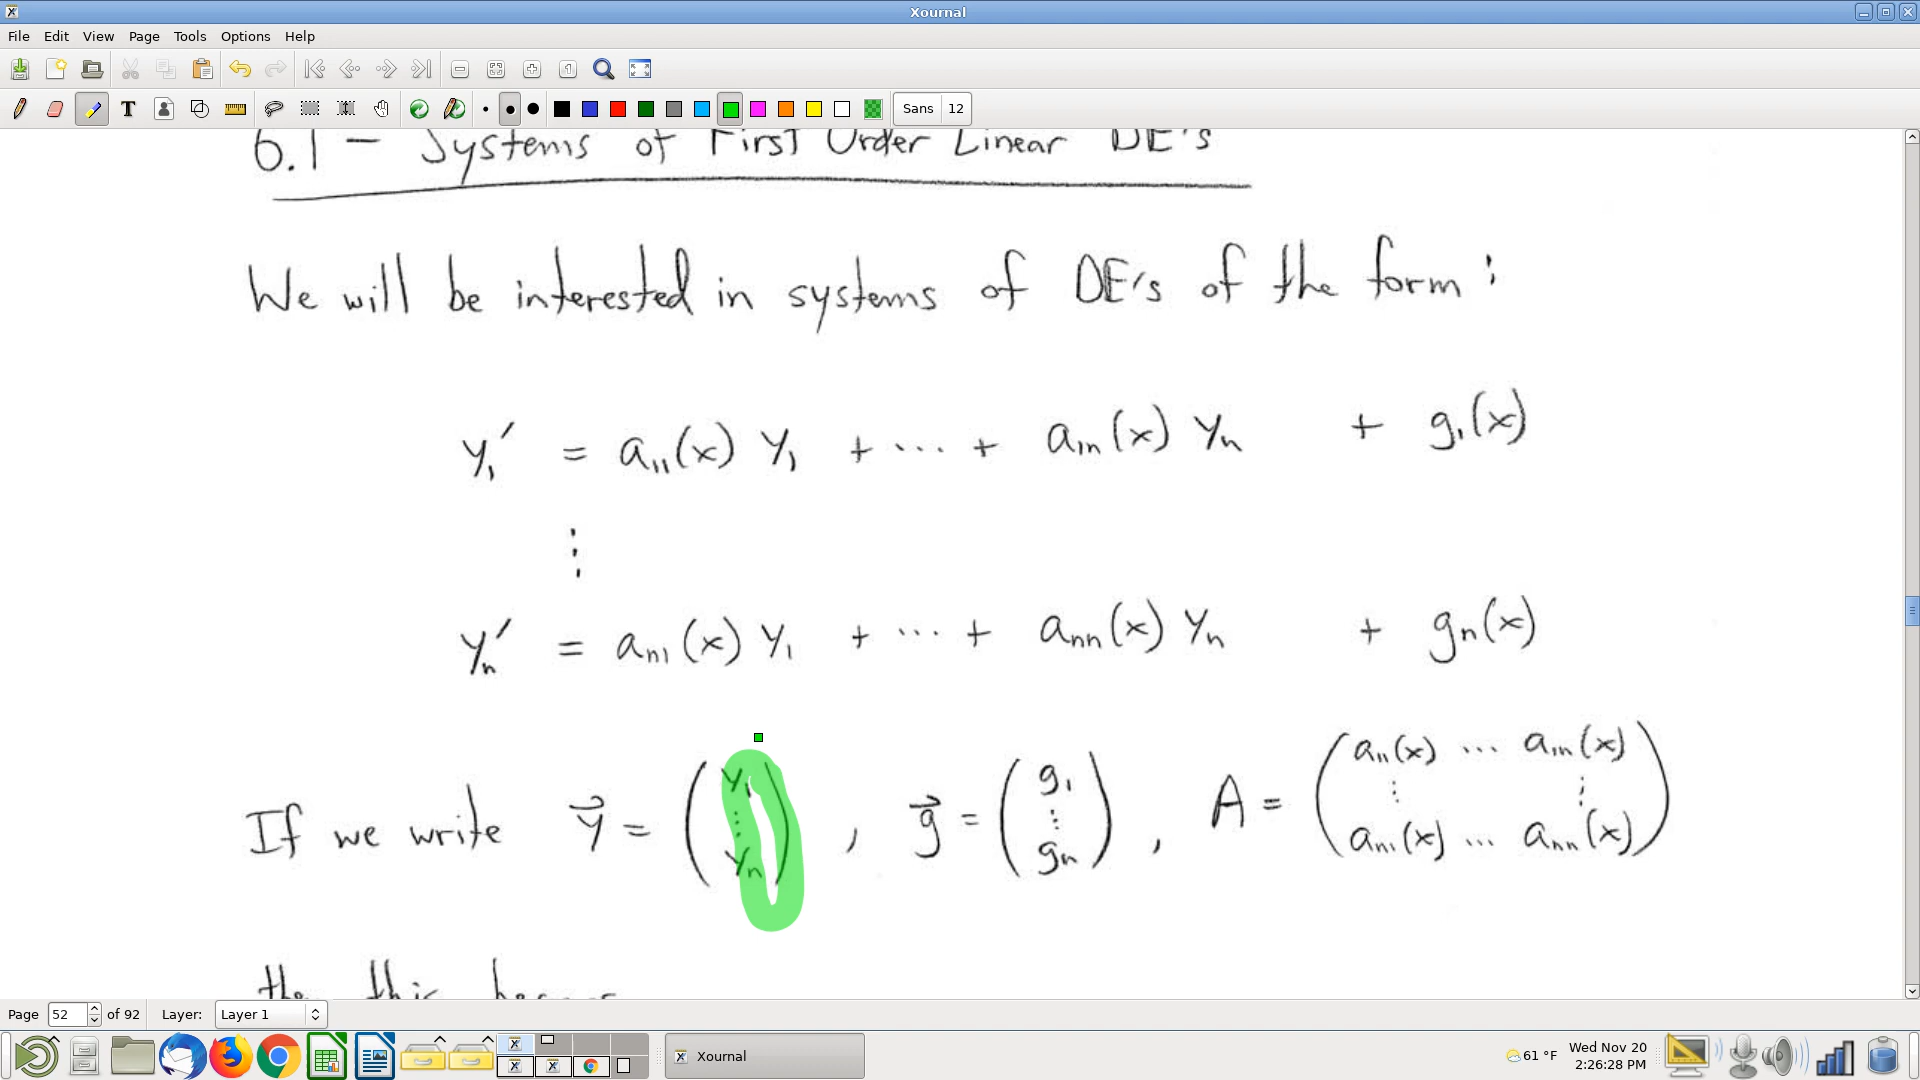 Xournal
File Edit View Page Tools Options Help
T Sans 12
6.1 - Systems of First Order Linear DE's
We will be interested in systems of DE's of the form :
y₁' = a₁₁(x) y₁ + ... + a₁ₙ(x) yₙ + g₁(x)
⋮
yₙ' = aₙ₁(x) y₁ + ... + aₙₙ(x) yₙ + gₙ(x)
If we write y⃗ = (y₁ ⋮ yₙ) , g⃗ = (g₁ ⋮ gₙ) , A = (a₁₁(x) ... a₁ₙ(x) ⋮ ⋮ aₙ₁(x) ... aₙₙ(x))
Page 52 of 92 Layer: Layer 1
Xournal
61 °F
Wed Nov 20
2:26:28 PM